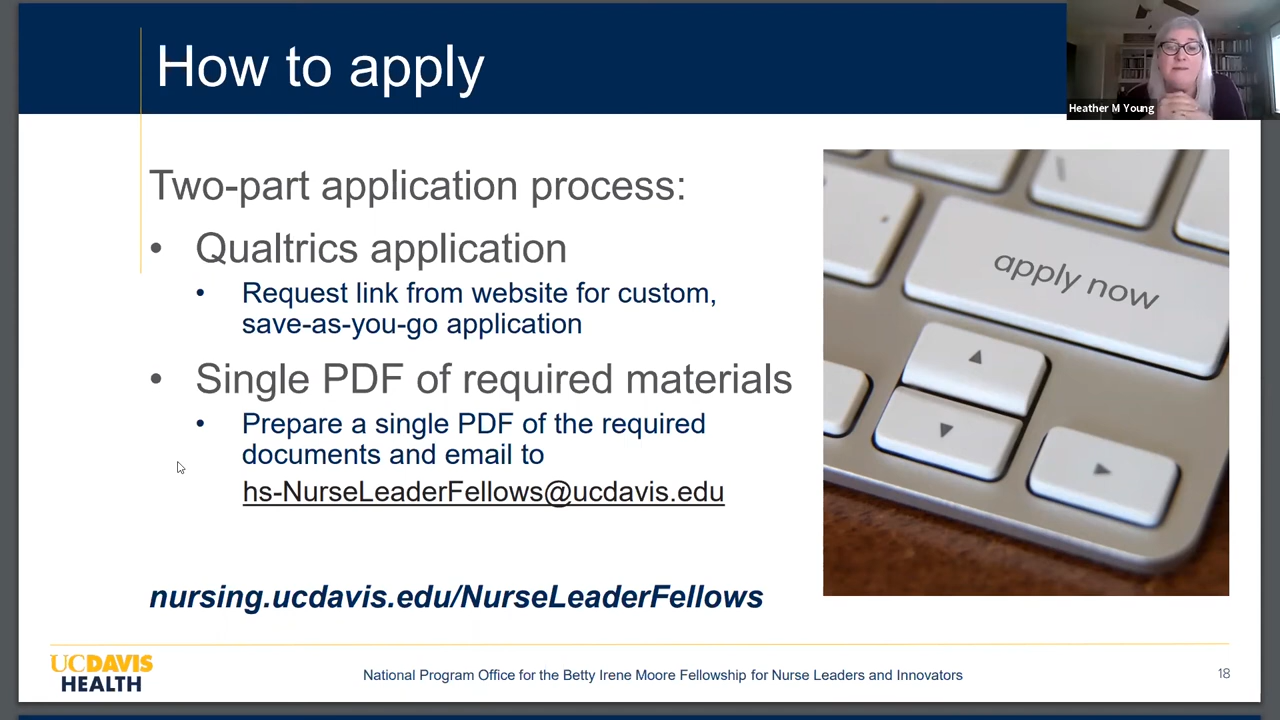 How to apply
Heather M Young
Two-part application process:
• Qualtrics application
• Request link from website for custom,
save-as-you-go application
• Single PDF of required materials
• Prepare a single PDF of the required
documents and email to
hs-NurseLeaderFellows@ucdavis.edu
apply now
nursing.ucdavis.edu/NurseLeaderFellows
UCDAVIS
HEALTH
National Program Office for the Betty Irene Moore Fellowship for Nurse Leaders and Innovators
18